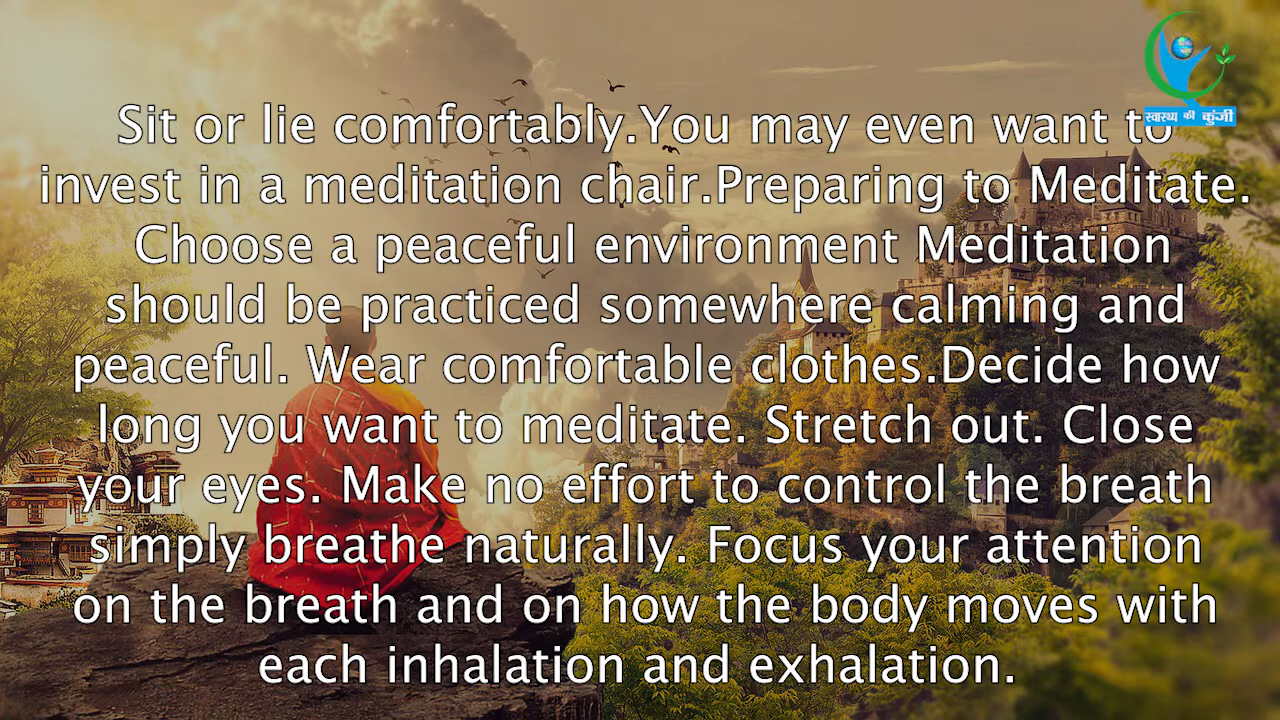 स्वास्थ्य की कुंजी
Sit or lie comfortably.You may even want to
invest in a meditation chair.Preparing to Meditate.
Choose a peaceful environment Meditation
should be practiced somewhere calming and
peaceful. Wear comfortable clothes.Decide how
long you want to meditate. Stretch out. Close
your eyes. Make no effort to control the breath
simply breathe naturally. Focus your attention
on the breath and on how the body moves with
each inhalation and exhalation.